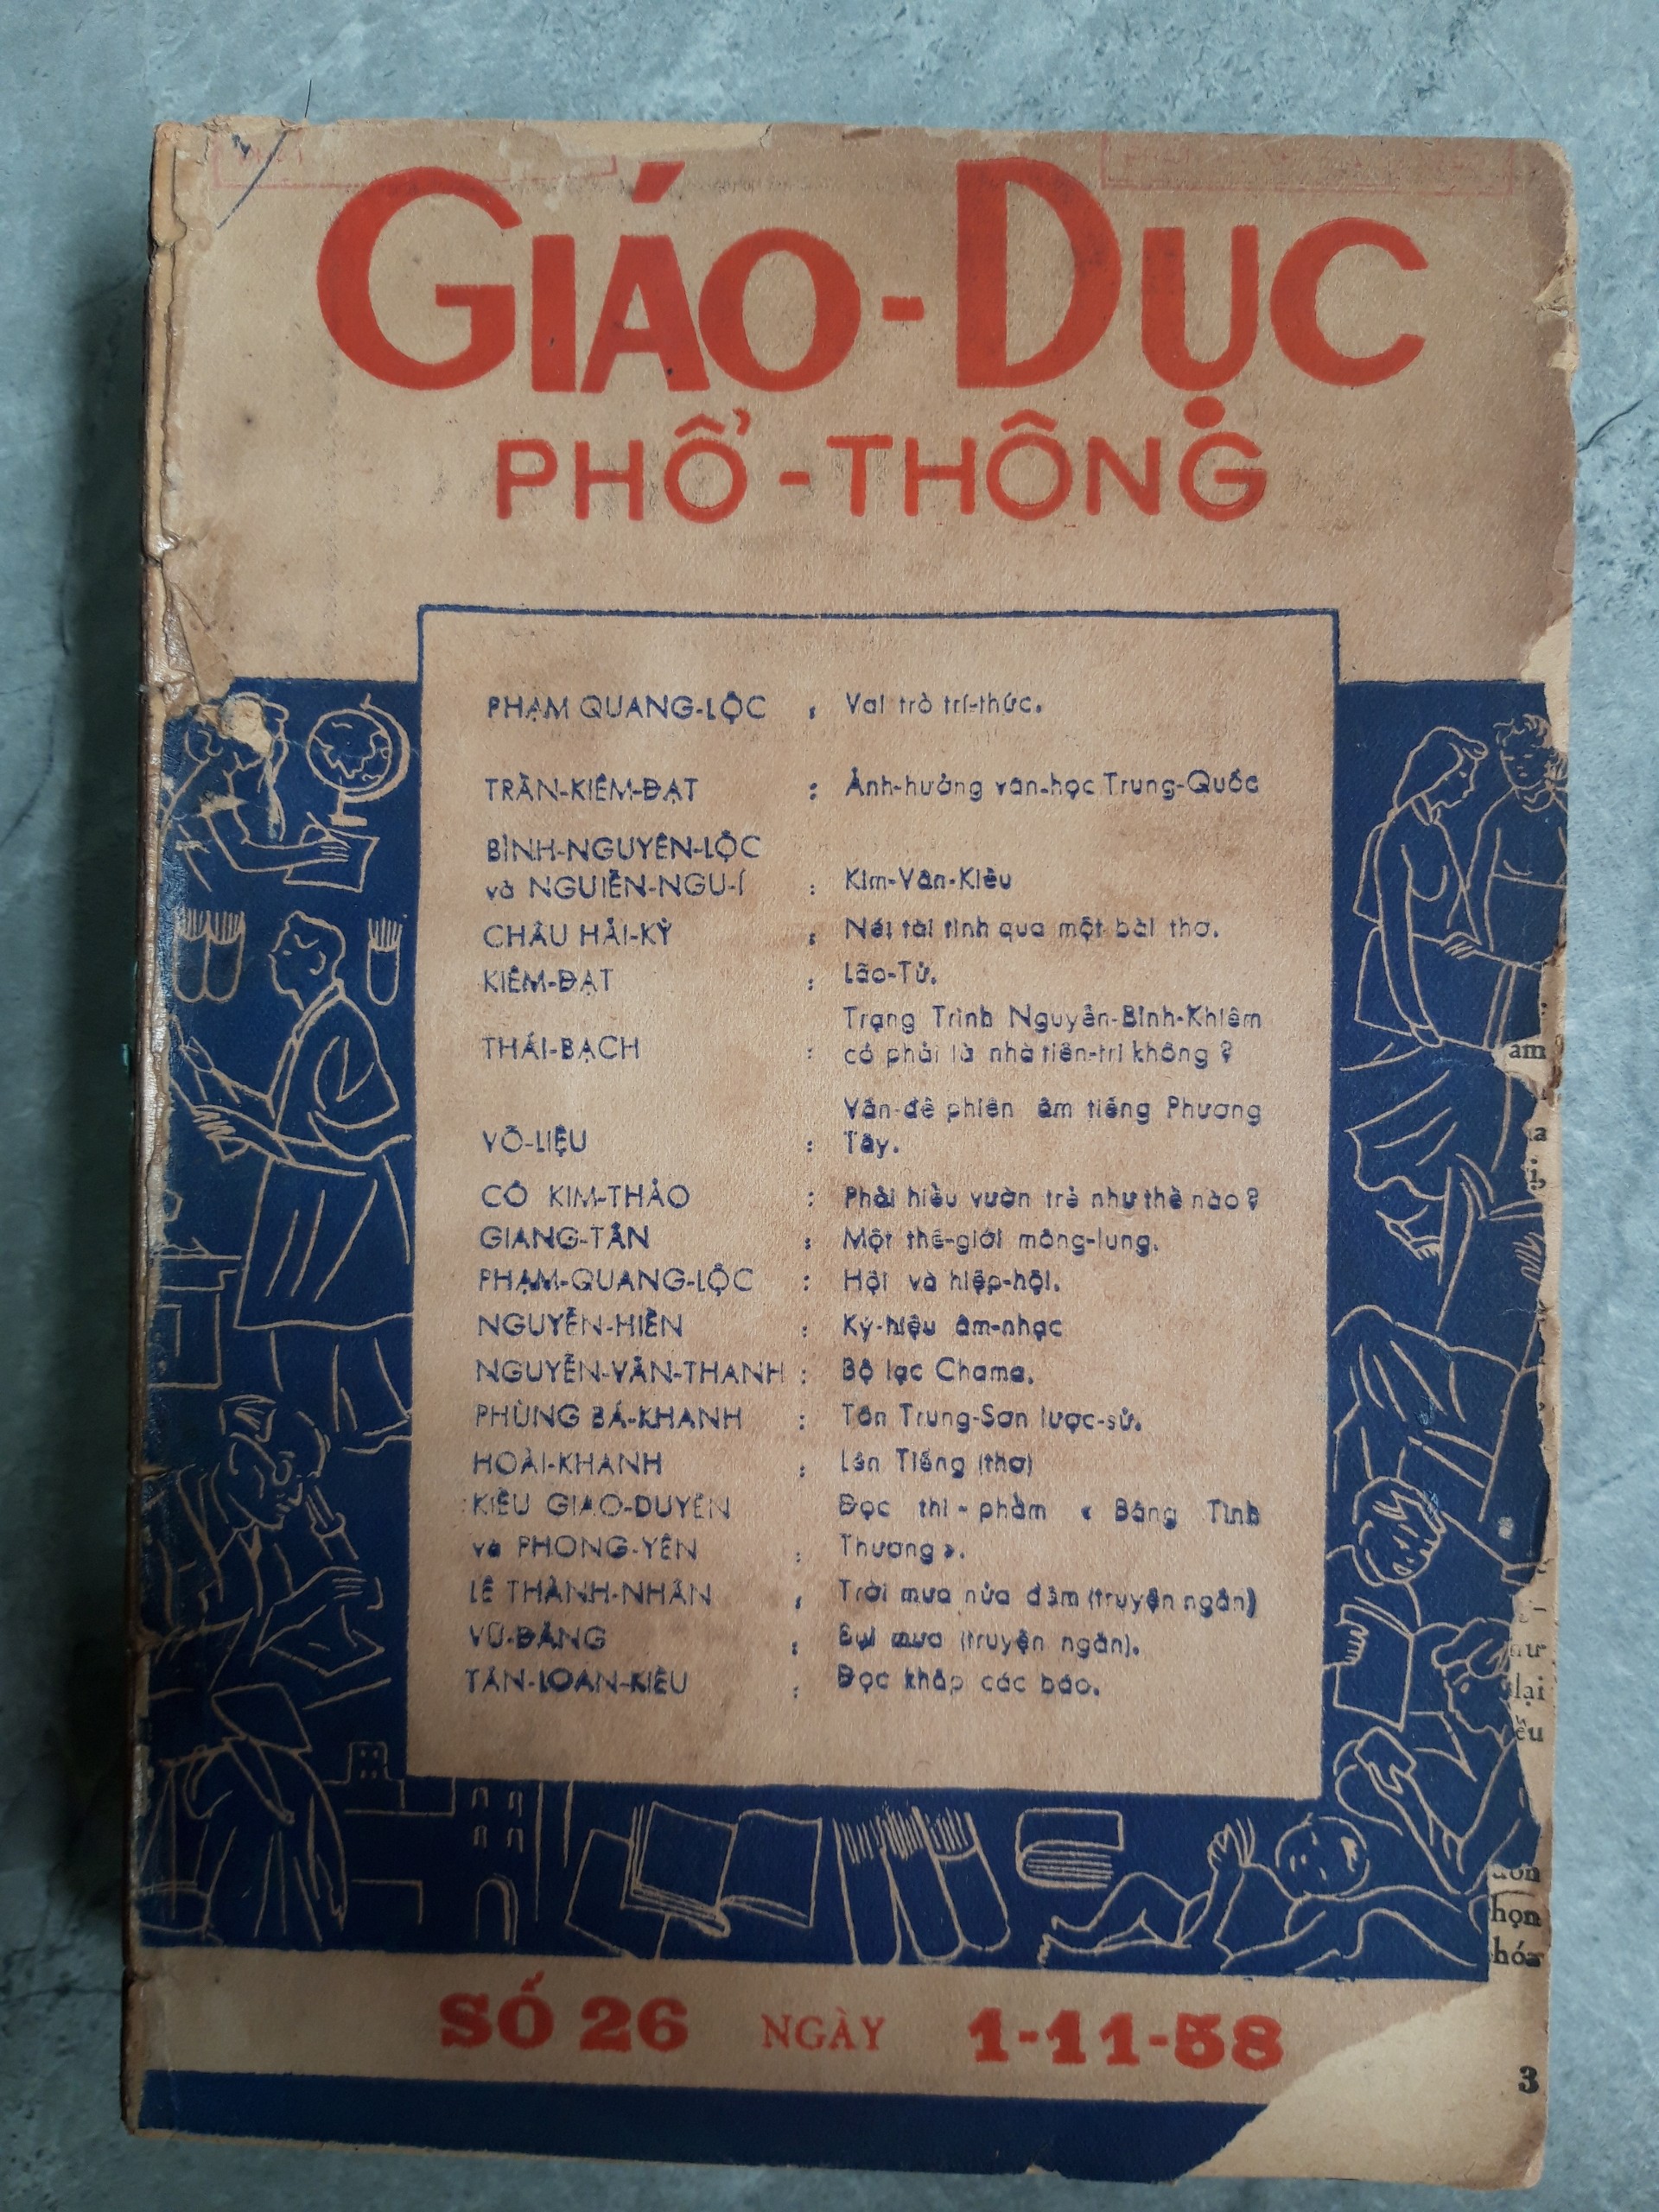 GIÁO-DỤC
PHỔ-THÔNG
PHẠM QUANG-LỘC : Vai trò trí-thức.
TRẦN-KIÊM-ĐẠT : Ảnh-hưởng văn-học Trung-Quốc
BÌNH-NGUYÊN-LỘC
và NGUIỄN-NGU-Í : Kim-Vân-Kiều
CHÂU HẢI-KỲ : Nét tài tình qua một bài thơ.
KIÊM-ĐẠT : Lão-Tử.
Trạng Trình Nguyễn-Bỉnh-Khiêm
THÁI-BẠCH : có phải là nhà tiên-tri không ?
Vấn-đề phiên âm tiếng Phương
VÕ-LIỆU : Tây.
CÔ KIM-THẢO : Phải hiểu vườn trẻ như thế nào ?
GIANG-TÂN : Một thế-giới mông-lung.
PHẠM-QUANG-LỘC : Hội và hiệp-hội.
NGUYỄN-HIỀN : Ký-hiệu âm-nhạc
NGUYỄN-VĂN-THANH : Bộ lạc Chama.
PHÙNG BÁ-KHANH : Tôn Trung-Sơn lược-sử.
HOÀI-KHANH : Lên Tiếng (thơ)
KIỀU GIAO-DUYÊN Đọc thi-phẩm « Bằng Tình
và PHONG-YÊN : Thương ».
LÊ THÀNH-NHÂN : Trời mưa nửa đêm (truyện ngắn)
VŨ-ĐẰNG : Bụi mưa (truyện ngắn).
TÂN-LOAN-KIỀU : Đọc khắp các báo.
am
lại
họn
hóa
SỐ 26 NGÀY 1-11-58
3